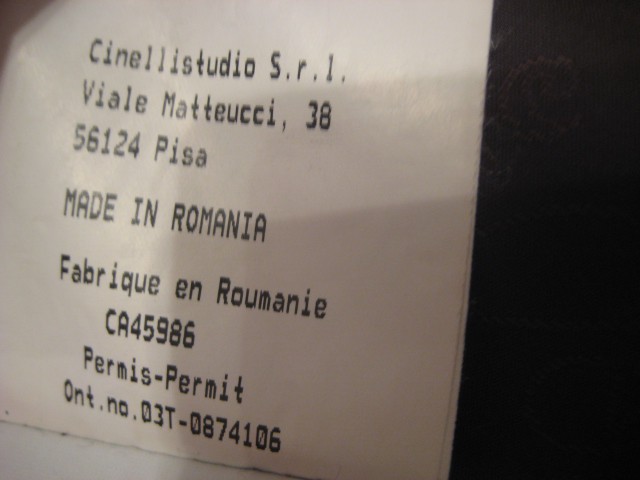 Cinellistudio S.r.l.
Viale Matteucci, 38
56124 Pisa
MADE IN ROMANIA
Fabrique en Roumanie
CA45986
Permis-Permit
Ont.no.03T-0874106